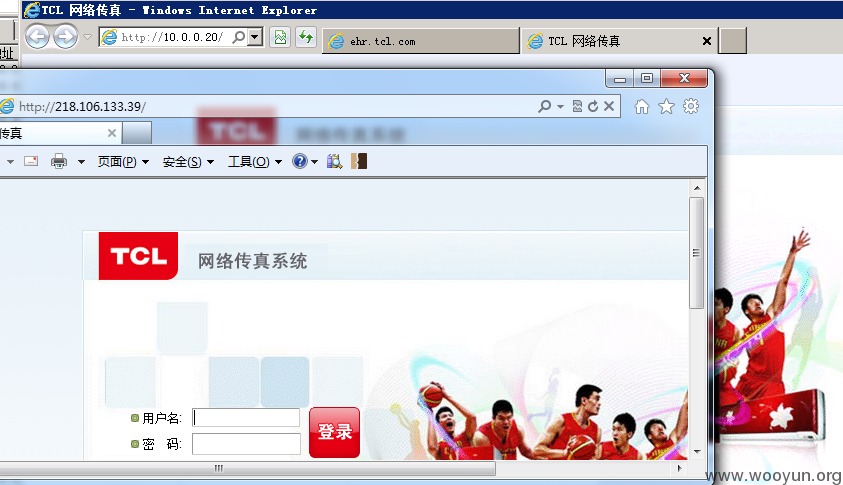 TCL 网络传真 - Windows Internet Explorer
http://10.0.0.20/
ehr.tcl.com
TCL 网络传真
http://218.106.133.39/
传真
页面(P)
安全(S)
工具(O)
TCL
网络传真系统
TCL
网络传真系统
用户名:
密 码:
登录
www.wooyun.org